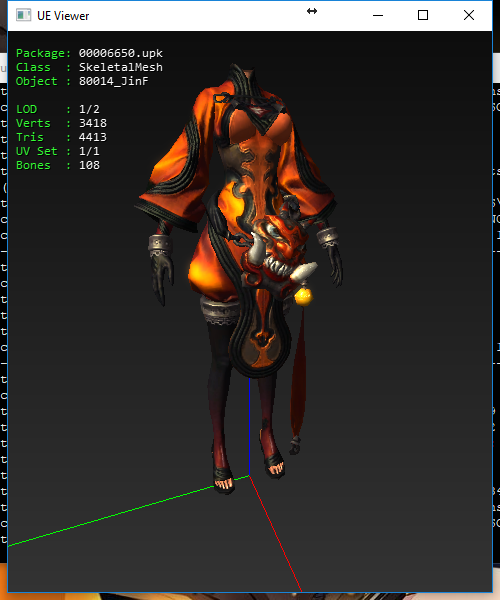 UE Viewer
Package: 00006650.upk
Class : SkeletalMesh
Object : 80014_JinF
LOD : 1/2
Verts : 3418
Tris : 4413
UV Set : 1/1
Bones : 108